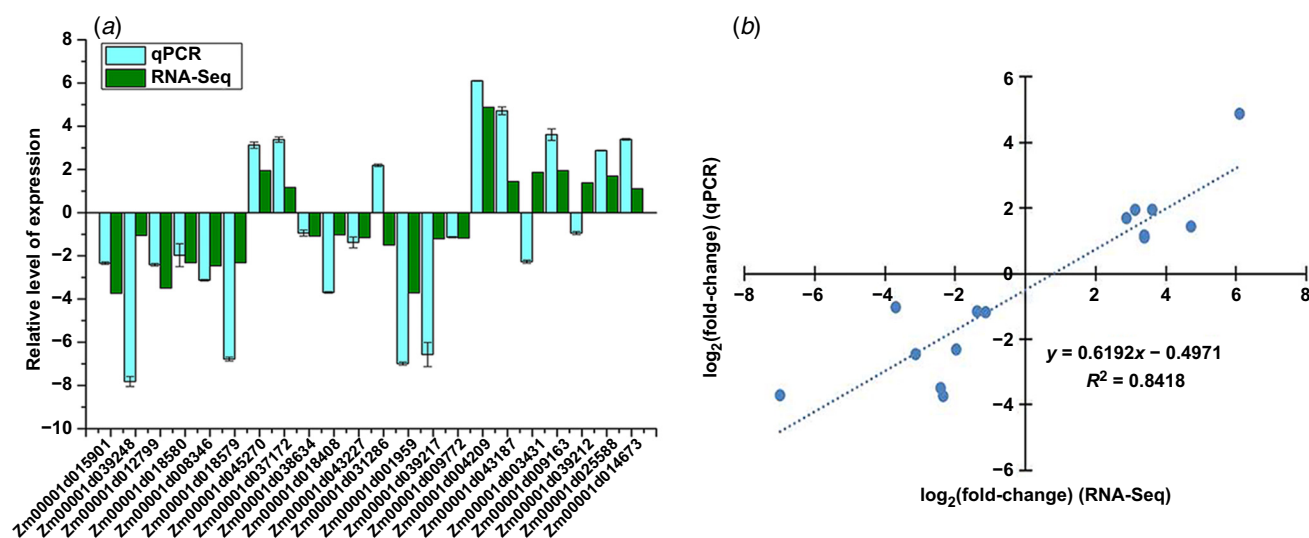 (a)
8
6
4
2
0
−2
−4
−6
−8
−10
Relative level of expression
qPCR
RNA-Seq
Zm00001d015901
Zm00001d039248
Zm00001d012799
Zm00001d018580
Zm00001d008346
Zm00001d018579
Zm00001d045270
Zm00001d037172
Zm00001d038634
Zm00001d018408
Zm00001d043227
Zm00001d031286
Zm00001d001959
Zm00001d039217
Zm00001d009772
Zm00001d004209
Zm00001d043187
Zm00001d003431
Zm00001d009163
Zm00001d039212
Zm00001d025588
Zm00001d014673
(b)
6
4
2
0
−2
−4
−6
−8
−6
−4
−2
2
4
6
8
log₂(fold-change) (qPCR)
y = 0.6192x − 0.4971
R² = 0.8418
log₂(fold-change) (RNA-Seq)